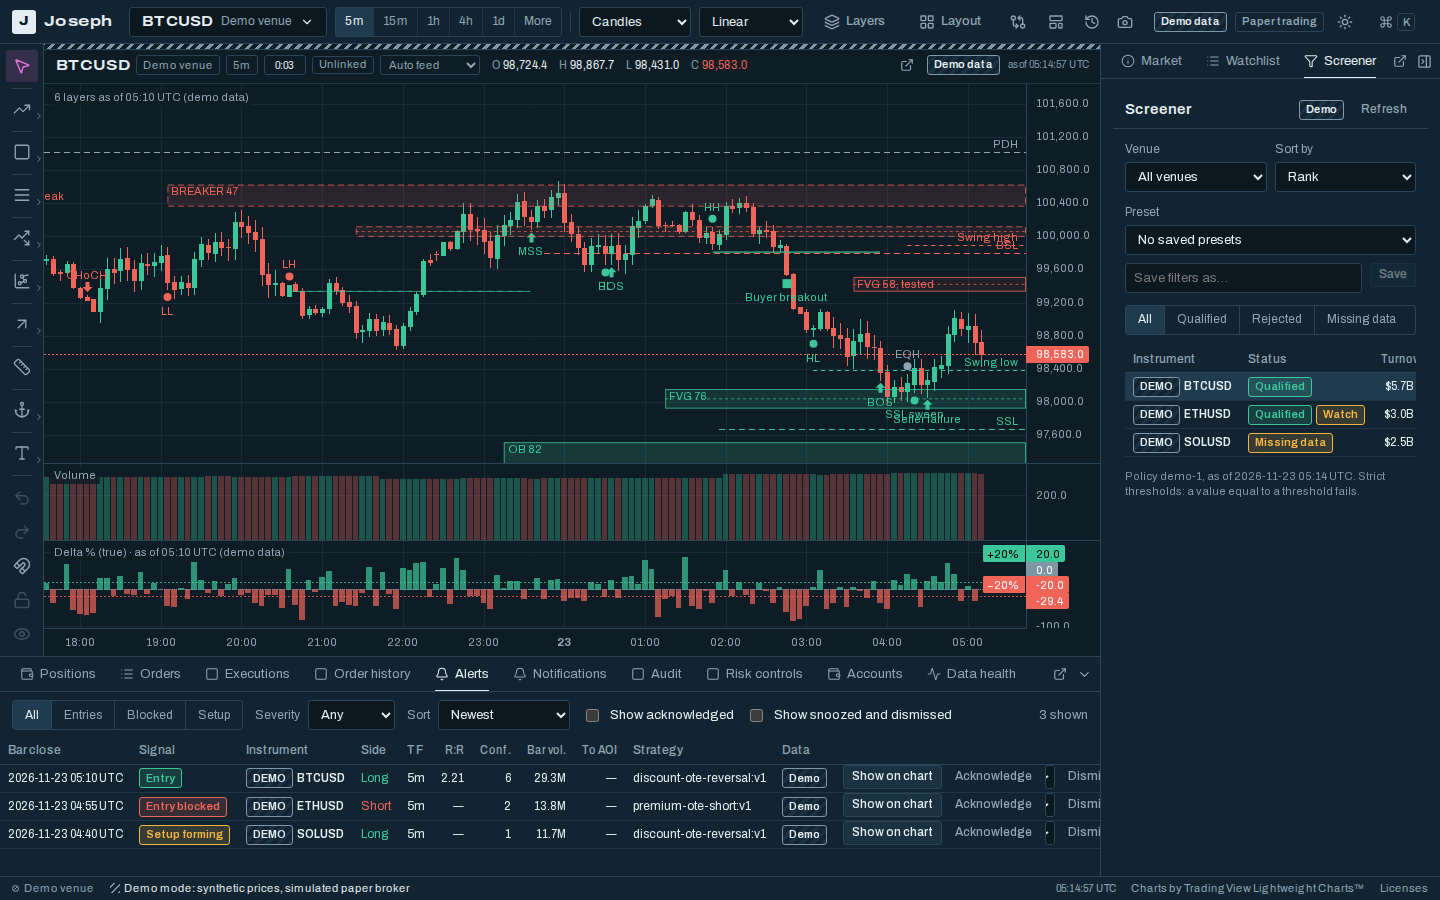 J Joseph BTCUSD Demo venue 5m 15m 1h 4h 1d More Candles Linear Layers Layout Demo data Paper trading ⌘ K
BTCUSD Demo venue 5m 0:03 Unlinked Auto feed O 98,724.4 H 98,867.7 L 98,431.0 C 98,583.0 Demo data as of 05:14:57 UTC
6 layers as of 05:10 UTC (demo data)
101,600.0
101,200.0
PDH
100,800.0
BREAKER 47
eak
100,400.0
HH
100,000.0
Swing high
BSL
MSS
99,600.0
LH
CHoCH
FVG 58, tested
BOS
99,200.0
Buyer breakout
LL
98,800.0
98,583.0
HL
EQH
Swing low
98,400.0
FVG 76
98,000.0
BOS
SSL sweep
Seller failure
SSL
97,600.0
OB 82
Volume
200.0
Delta % (true) · as of 05:10 UTC (demo data)
+20% 20.0
0.0
−20% -20.0
-29.4
-100.0
18:00 19:00 20:00 21:00 22:00 23:00 23 01:00 02:00 03:00 04:00 05:00
Market Watchlist Screener
Screener Demo Refresh
Venue Sort by
All venues Rank
Preset
No saved presets
Save filters as... Save
All Qualified Rejected Missing data
Instrument Status Turnov
DEMO BTCUSD Qualified $5.7B
DEMO ETHUSD Qualified Watch $3.0B
DEMO SOLUSD Missing data $2.5B
Policy demo-1, as of 2026-11-23 05:14 UTC. Strict
thresholds: a value equal to a threshold fails.
Positions Orders Executions Order history Alerts Notifications Audit Risk controls Accounts Data health
All Entries Blocked Setup Severity Any Sort Newest Show acknowledged Show snoozed and dismissed 3 shown
Bar close Signal Instrument Side TF R:R Conf. Bar vol. To AOI Strategy Data
2026-11-23 05:10 UTC Entry DEMO BTCUSD Long 5m 2.21 6 29.3M — discount-ote-reversal:v1 Demo Show on chart Acknowledge Dismi
2026-11-23 04:55 UTC Entry blocked DEMO ETHUSD Short 5m — 2 13.8M — premium-ote-short:v1 Demo Show on chart Acknowledge Dismi
2026-11-23 04:40 UTC Setup forming DEMO SOLUSD Long 5m — 1 11.7M — discount-ote-reversal:v1 Demo Show on chart Acknowledge Dismi
Demo venue Demo mode: synthetic prices, simulated paper broker 05:14:57 UTC Charts by TradingView Lightweight Charts™ Licenses